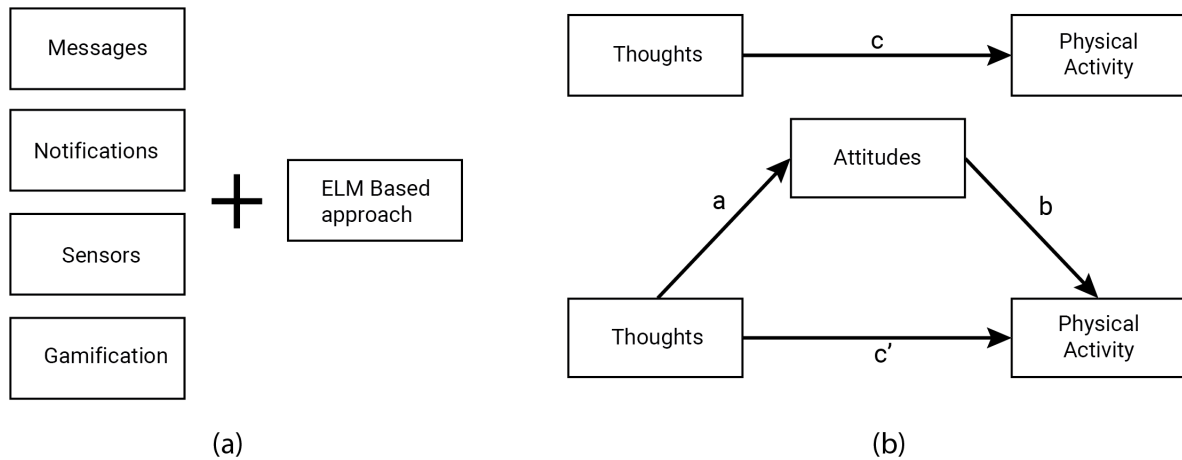 Messages
Notifications
Sensors
Gamification
+
ELM Based
approach
(a)
Thoughts
c
Physical
Activity
Attitudes
a
b
Thoughts
c’
Physical
Activity
(b)